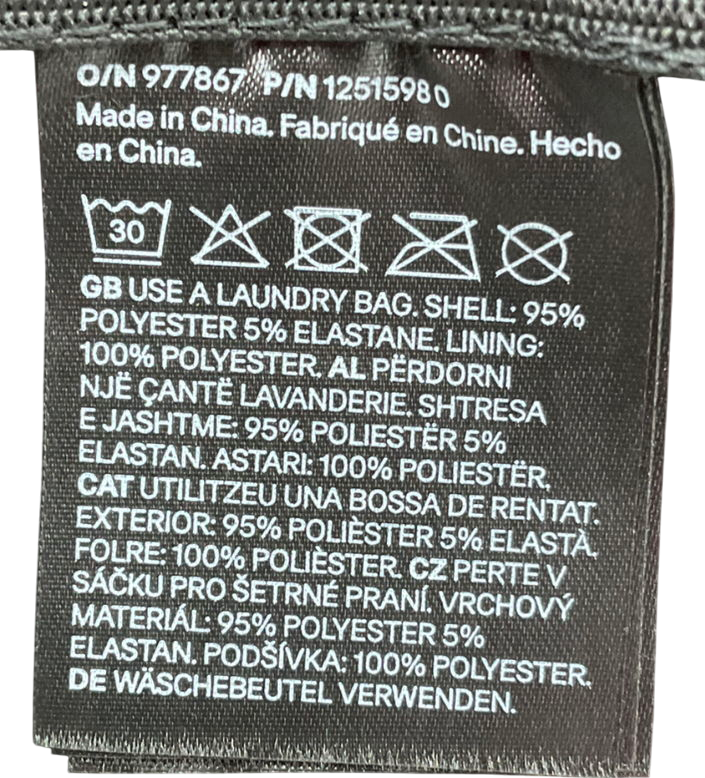 O/N 977867 P/N 12515980
Made in China. Fabriqué en Chine. Hecho
en China.
30
GB USE A LAUNDRY BAG. SHELL: 95%
POLYESTER 5% ELASTANE. LINING:
100% POLYESTER. AL PËRDORNI
NJË ÇANTË LAVANDERIE. SHTRESA
E JASHTME: 95% POLIESTËR 5%
ELASTAN. ASTARI: 100% POLIESTËR.
CAT UTILITZEU UNA BOSSA DE RENTAT.
EXTERIOR: 95% POLIÈSTER 5% ELASTÀ.
FOLRE: 100% POLIÈSTER. CZ PERTE V
SÁČKU PRO ŠETRNÉ PRANÍ. VRCHOVÝ
MATERIÁL: 95% POLYESTER 5%
ELASTAN. PODŠÍVKA: 100% POLYESTER.
DE WÄSCHEBEUTEL VERWENDEN.